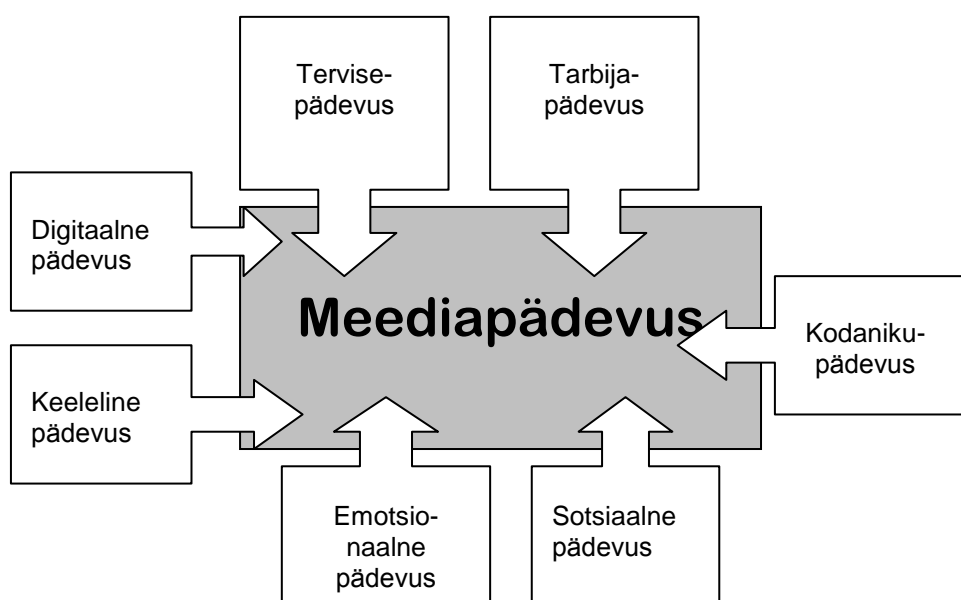 Tervise-
pädevus
Tarbija-
pädevus
Digitaalne
pädevus
Meediapädevus
Kodaniku-
pädevus
Keeleline
pädevus
Emotsio-
naalne
pädevus
Sotsiaalne
pädevus